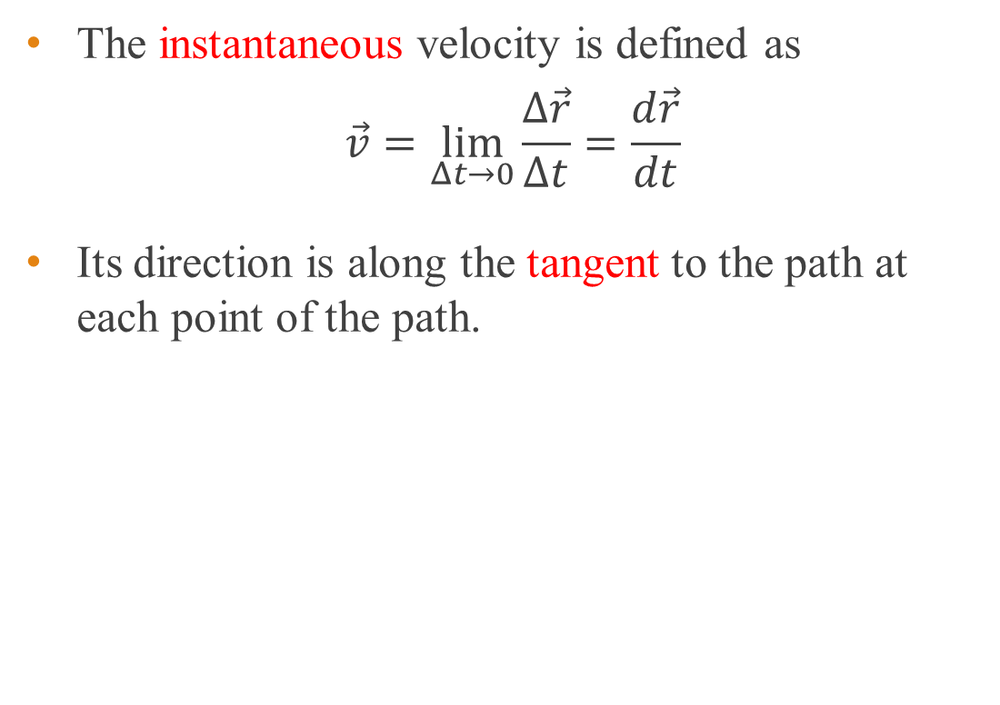 • The instantaneous velocity is defined as
$\vec{v} = \lim_{\Delta t \to 0} \frac{\Delta \vec{r}}{\Delta t} = \frac{d\vec{r}}{dt}$
• Its direction is along the tangent to the path at
each point of the path.